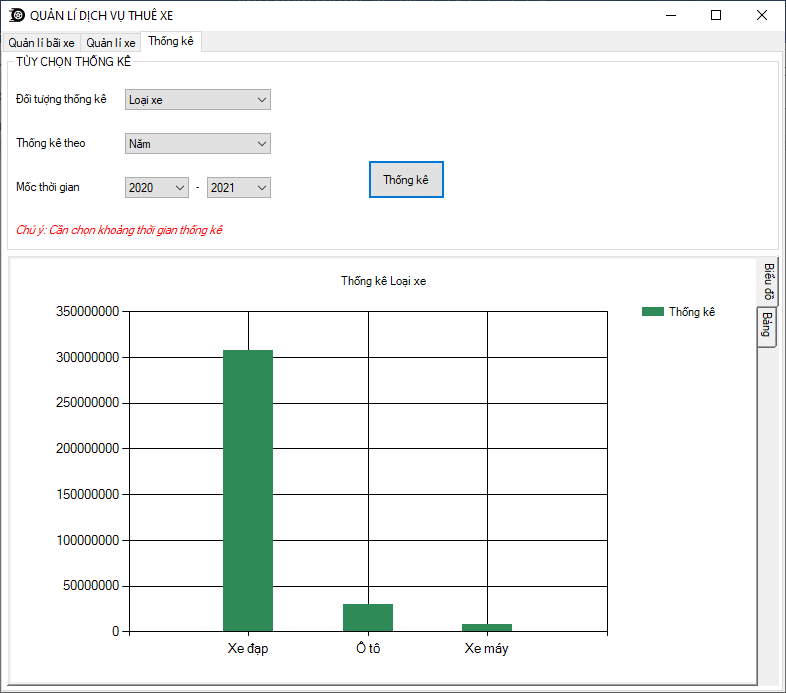 QUẢN LÍ DỊCH VỤ THUÊ XE
Quản lí bãi xe Quản lí xe Thống kê
TÙY CHỌN THỐNG KÊ
Đối tượng thống kê Loại xe
Thống kê theo Năm
Mốc thời gian 2020 - 2021
Thống kê
Chú ý: Cần chọn khoảng thời gian thống kê
Biểu đồ
Bảng
Thống kê Loại xe
Thống kê
350000000
300000000
250000000
200000000
150000000
100000000
50000000
0
Xe đạp Ô tô Xe máy